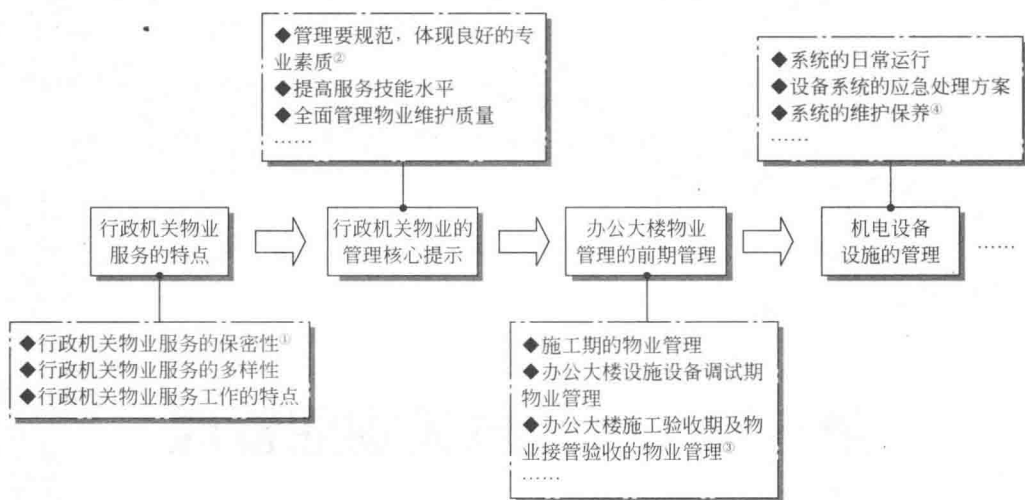 ◆管理要规范，体现良好的专
业素质②
◆提高服务技能水平
◆全面管理物业维护质量
……
◆系统的日常运行
◆设备系统的应急处理方案
◆系统的维护保养④
……
行政机关物业
服务的特点
行政机关物业的
管理核心提示
办公大楼物业
管理的前期管理
机电设备
设施的管理
……
◆行政机关物业服务的保密性①
◆行政机关物业服务的多样性
◆行政机关物业服务工作的特点
◆施工期的物业管理
◆办公大楼设施设备调试期
物业管理
◆办公大楼施工验收期及物
业接管验收的物业管理③
……